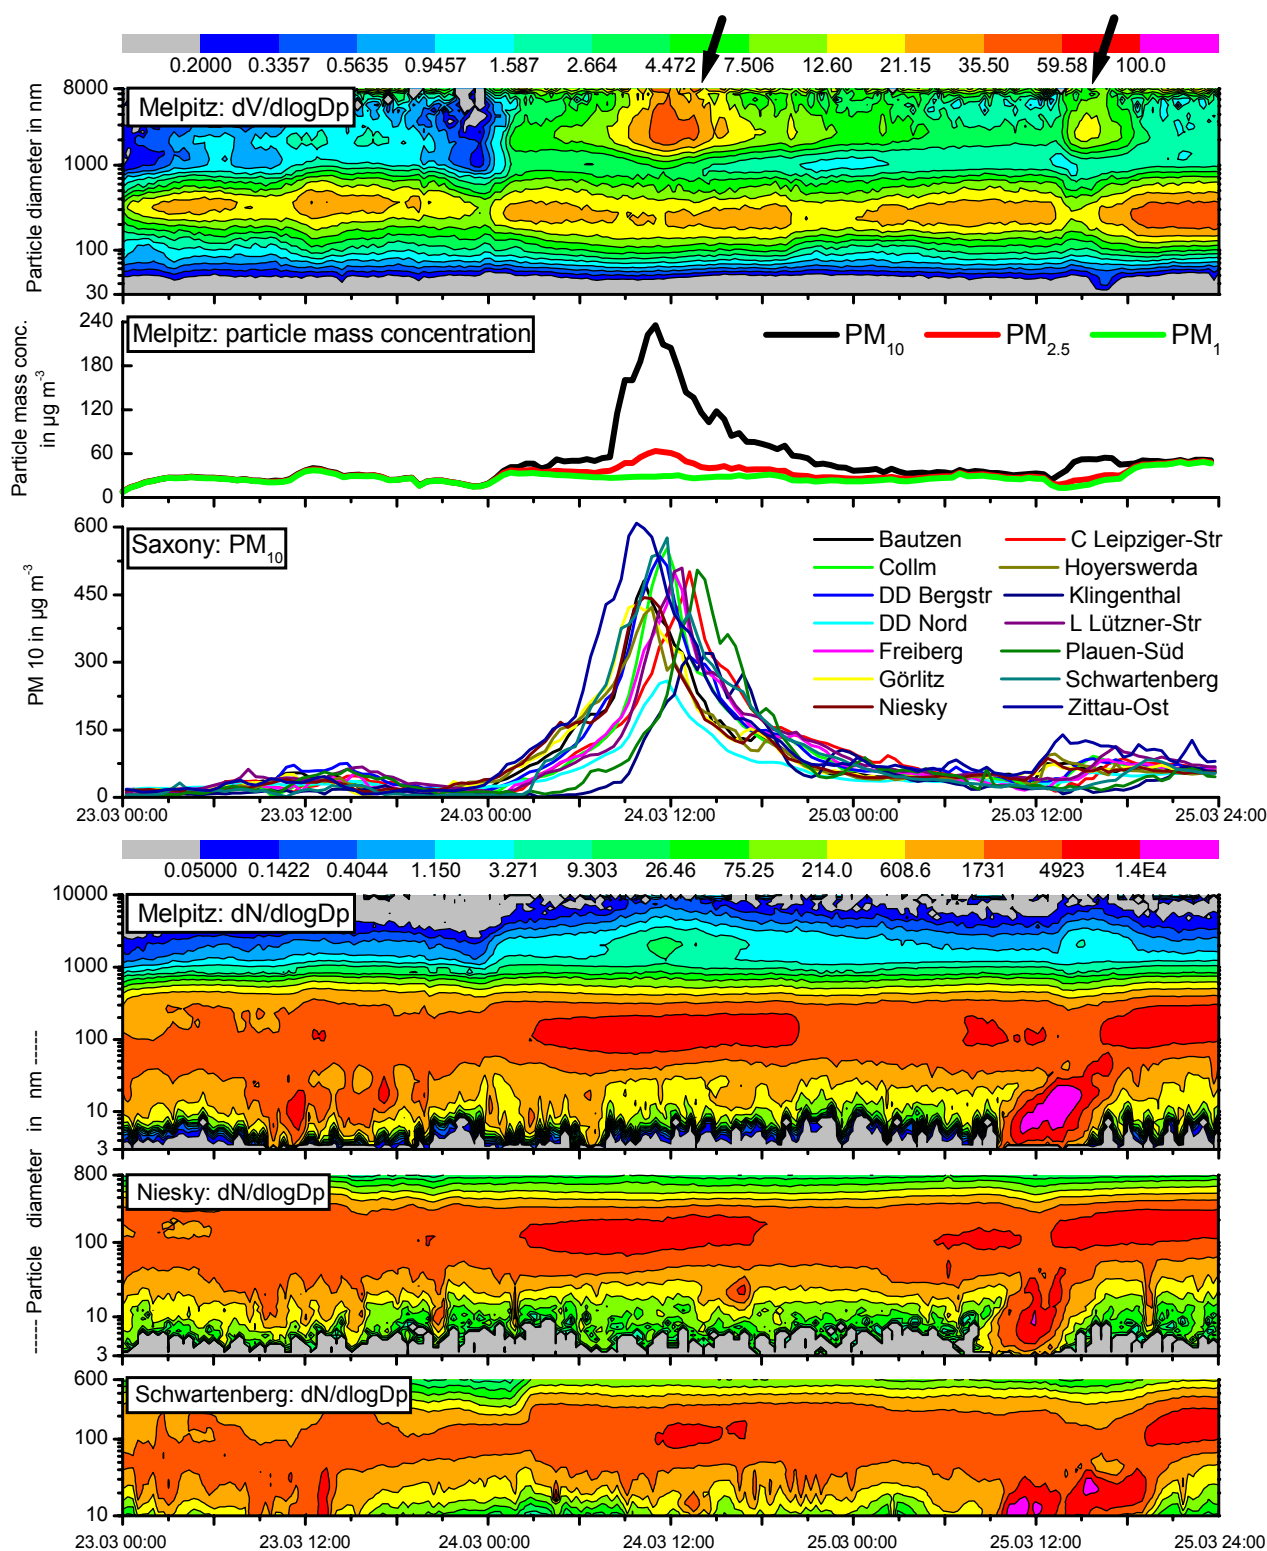 0.2000 0.3357 0.5635 0.9457 1.587 2.664 4.472 7.506 12.60 21.15 35.50 59.58 100.0
Melpitz: dV/dlogDp
8000
1000
100
30
Particle diameter in nm
Melpitz: particle mass concentration
PM10 PM2.5 PM1
240
180
120
60
0
Particle mass conc.
in µg m-3
Saxony: PM10
600
450
300
150
0
PM 10 in µg m-3
Bautzen C Leipziger-Str
Collm Hoyerswerda
DD Bergstr Klingenthal
DD Nord L Lützner-Str
Freiberg Plauen-Süd
Görlitz Schwartenberg
Niesky Zittau-Ost
23.03 00:00 23.03 12:00 24.03 00:00 24.03 12:00 25.03 00:00 25.03 12:00 25.03 24:00
0.05000 0.1422 0.4044 1.150 3.271 9.303 26.46 75.25 214.0 608.6 1731 4923 1.4E4
Melpitz: dN/dlogDp
10000
1000
100
10
3
----- Particle diameter in nm -----
Niesky: dN/dlogDp
800
100
10
3
Schwartenberg: dN/dlogDp
600
100
10
23.03 00:00 23.03 12:00 24.03 00:00 24.03 12:00 25.03 00:00 25.03 12:00 25.03 24:00